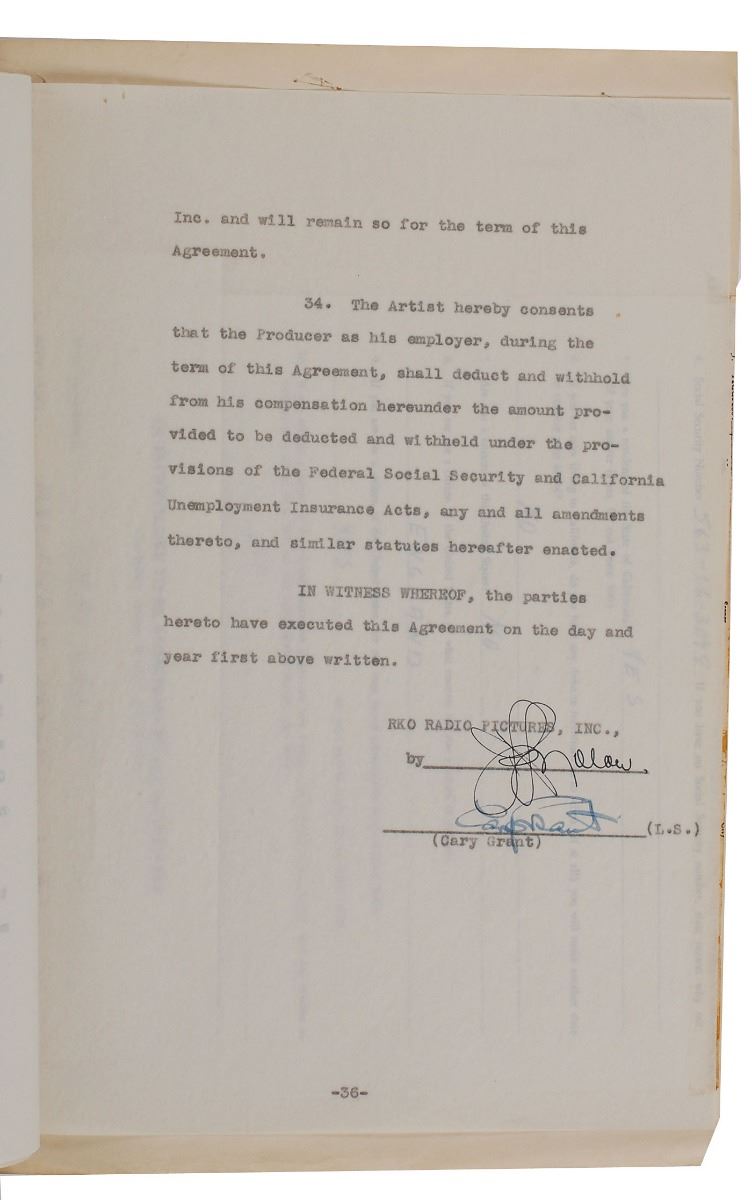 Inc. and will remain so for the term of this
Agreement.
34. The Artist hereby consents
that the Producer as his employer, during the
term of this Agreement, shall deduct and withhold
from his compensation hereunder the amount pro-
vided to be deducted and withheld under the pro-
visions of the Federal Social Security and California
Unemployment Insurance Acts, any and all amendments
thereto, and similar statutes hereafter enacted.
IN WITNESS WHEREOF, the parties
hereto have executed this Agreement on the day and
year first above written.
RKO RADIO PICTURES, INC.,
by
Cary Grant (L.S.)
(Cary Grant)
-36-